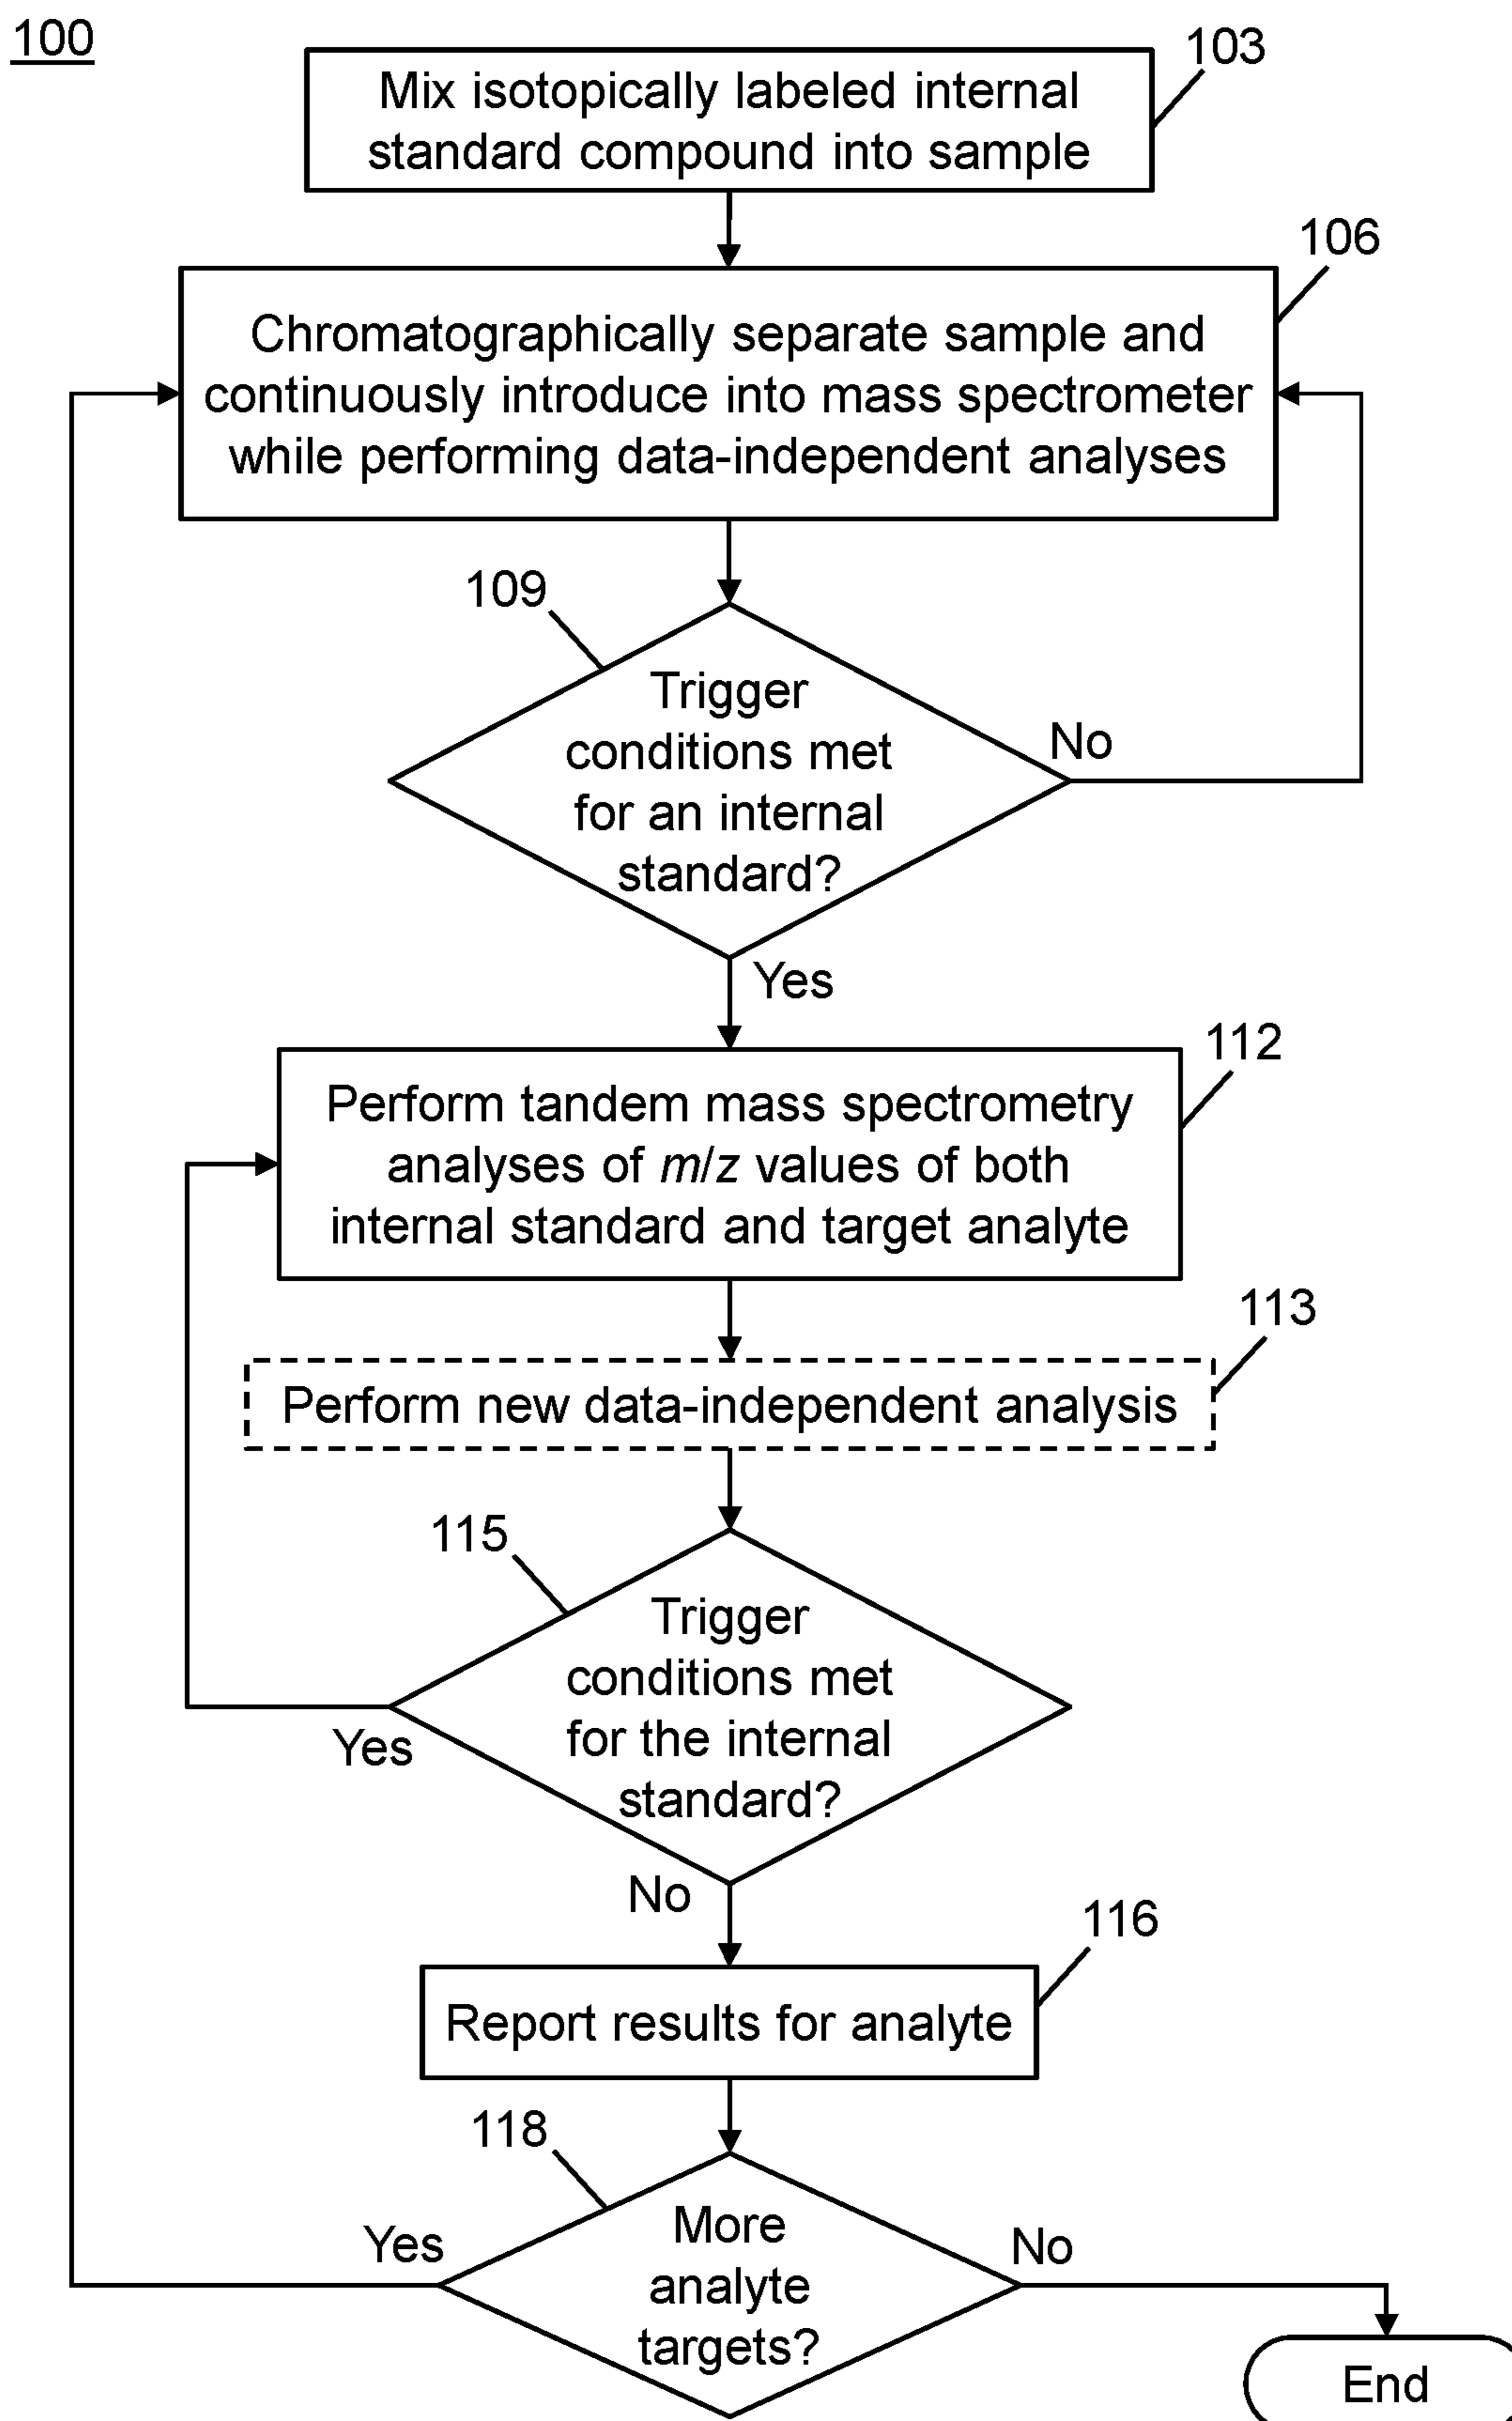 100
103
Mix isotopically labeled internal
standard compound into sample
106
Chromatographically separate sample and
continuously introduce into mass spectrometer
while performing data-independent analyses
109
Trigger
conditions met
for an internal
standard?
No
Yes
112
Perform tandem mass spectrometry
analyses of m/z values of both
internal standard and target analyte
113
Perform new data-independent analysis
115
Trigger
conditions met
for the internal
standard?
Yes
No
116
Report results for analyte
118
More
analyte
targets?
Yes
No
End